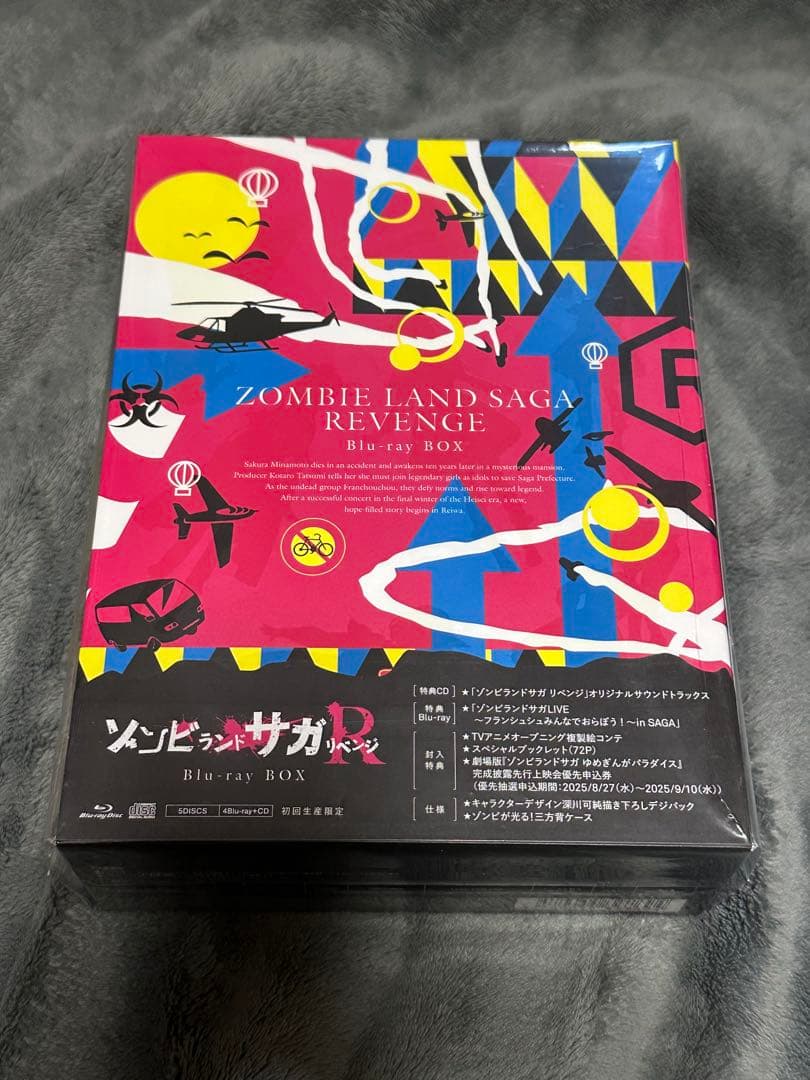 R
ZOMBIE LAND SAGA
REVENGE
Blu-ray BOX
Sakura Minamoto dies in an accident and awakens ten years later in a mysterious mansion.
Producer Kotaro Tatsumi tells her she must join legendary girls as idols to save Saga Prefecture.
As the undead group Franchouchou, they defy norms and rise toward legend.
After a successful concert in the final winter of the Heisei era, a new,
hope-filled story begins in Reiwa.
ゾンビランドサガRリベンジ
Blu-ray BOX
Blu-ray Disc
COMPACT disc DIGITAL AUDIO
5DISCS
4Blu-ray+CD
初回生産限定
[特典CD] ★「ゾンビランドサガ リベンジ」オリジナルサウンドトラックス
[特典Blu-ray] ★「ゾンビランドサガLIVE
～フランシュシュみんなでおらぼう！～in SAGA」
[封入特典] ★TVアニメオープニング複製絵コンテ
★スペシャルブックレット(72P)
★劇場版『ゾンビランドサガ ゆめぎんがパラダイス』
完成披露先行上映会優先申込券
（優先抽選申込期間：2025/8/27(水)～2025/9/10(水)）
[仕様] ★キャラクターデザイン深川可純描き下ろしデジパック
★ゾンビが光る！三方背ケース